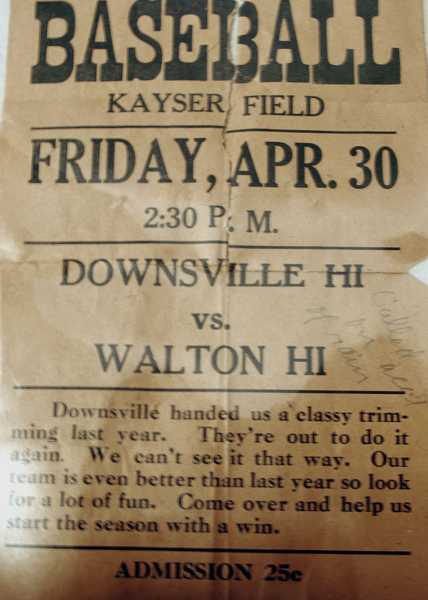 BASEBALL
KAYSER FIELD
FRIDAY, APR. 30
2:30 P. M.
DOWNSVILLE HI
vs.
WALTON HI
Called
of rain
Downsville handed us a classy trim-
ming last year. They're out to do it
again. We can't see it that way. Our
team is even better than last year so look
for a lot of fun. Come over and help us
start the season with a win.
ADMISSION 25c